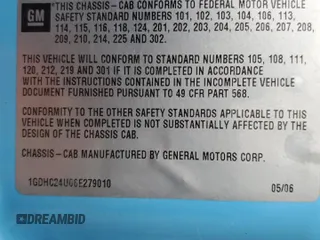 GM
*THIS CHASSIS - CAB CONFORMS TO FEDERAL MOTOR VEHICLE
SAFETY STANDARD NUMBERS 101, 102, 103, 104, 106, 113,
114, 115, 116, 118, 124, 201, 202, 203, 204, 205, 206, 207, 208,
209, 210, 214, 225 AND 302.
THIS VEHICLE WILL CONFORM TO STANDARD NUMBERS 105, 108, 111,
120, 212, 219 AND 301 IF IT IS COMPLETED IN ACCORDANCE
WITH THE INSTRUCTIONS CONTAINED IN THE INCOMPLETE VEHICLE
DOCUMENT FURNISHED PURSUANT TO 49 CFR PART 568.
CONFORMITY TO THE OTHER SAFETY STANDARDS APPLICABLE TO THIS
VEHICLE WHEN COMPLETED IS NOT SUBSTANTIALLY AFFECTED BY THE
DESIGN OF THE CHASSIS CAB.
CHASSIS - CAB MANUFACTURED BY GENERAL MOTORS CORP.
1GDHC24U66E279010
05/06
DREAMBID